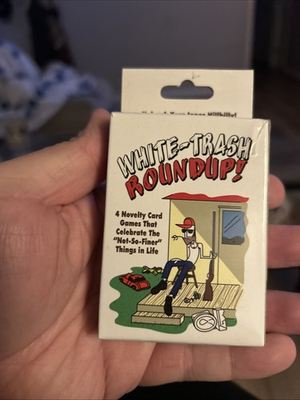 WHITE-TRASH
ROUNDUP!
4 Novelty Card
Games That
Celebrate The
"Not-So-Finer"
Things in Life